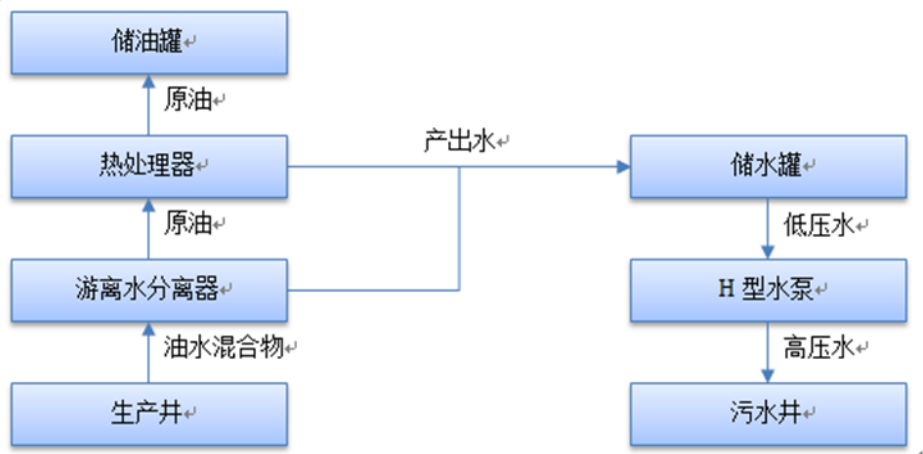 储油罐
原油
热处理器
产出水
储水罐
原油
低压水
游离水分离器
H 型水泵
油水混合物
高压水
生产井
污水井